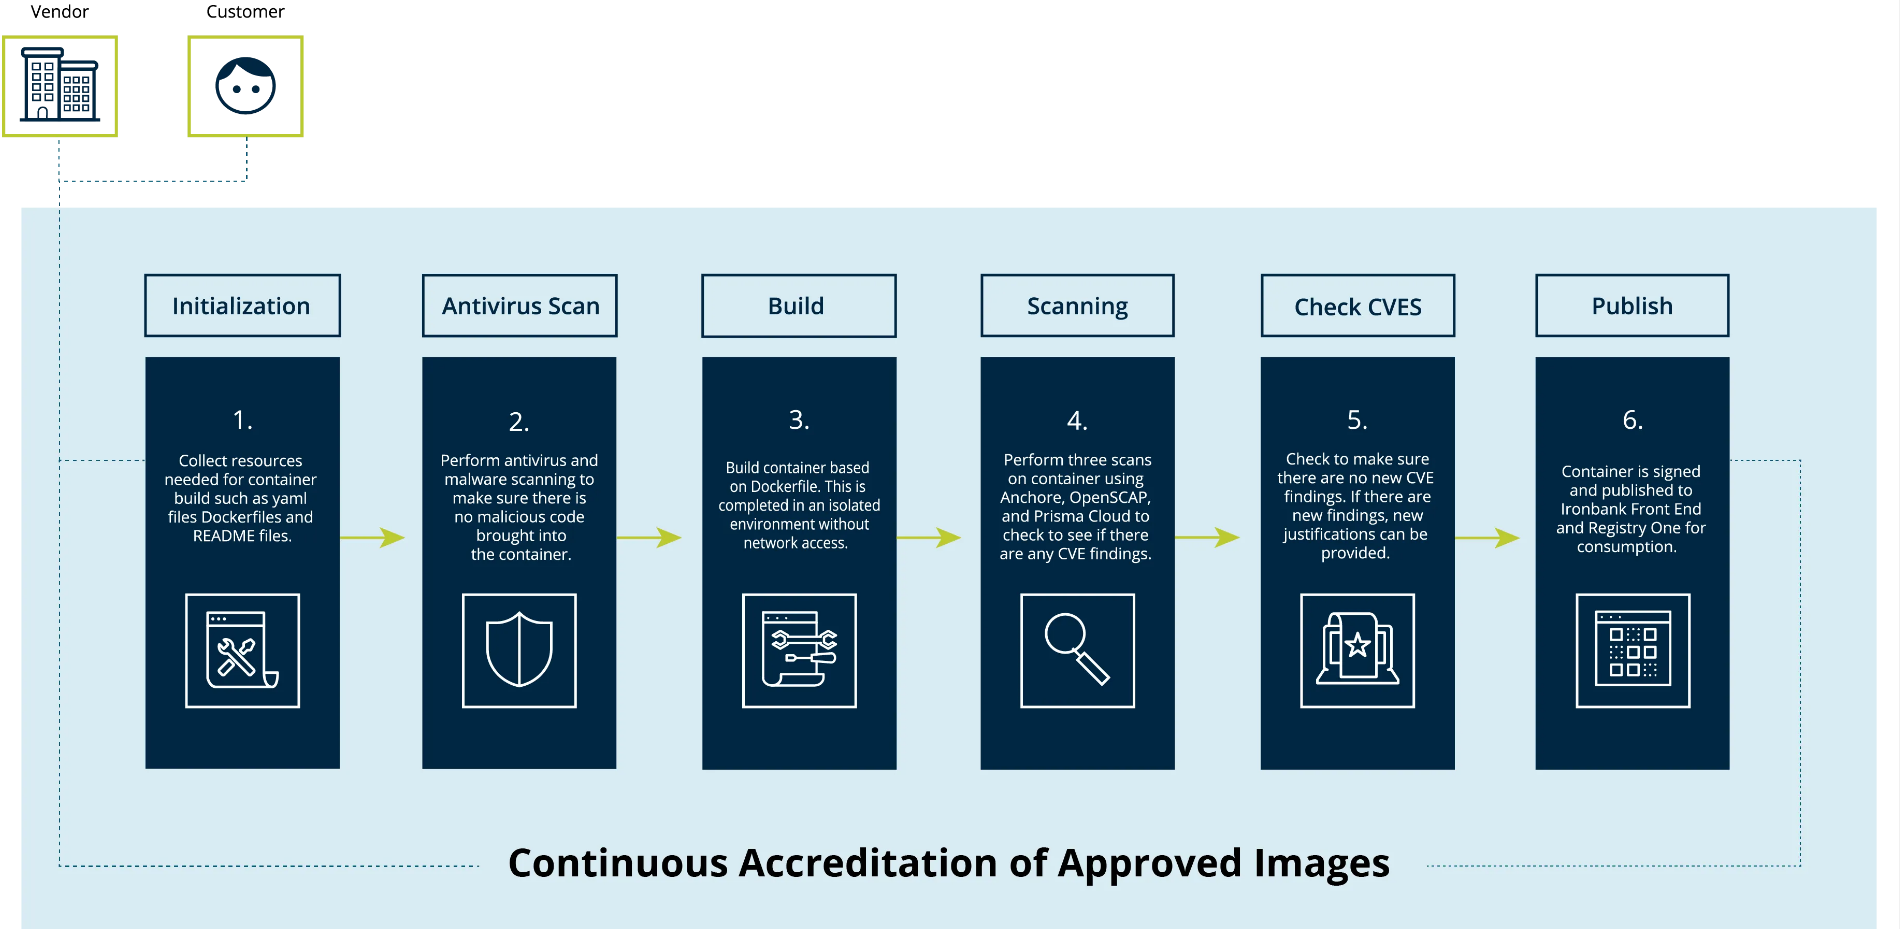 Vendor
Customer
Initialization
Antivirus Scan
Build
Scanning
Check CVES
Publish
1.
Collect resources
needed for container
build such as yaml
files Dockerfiles and
README files.
2.
Perform antivirus and
malware scanning to
make sure there is
no malicious code
brought into
the container.
3.
Build container based
on Dockerfile. This is
completed in an isolated
environment without
network access.
4.
Perform three scans
on container using
Anchore, OpenSCAP,
and Prisma Cloud to
check to see if there
are any CVE findings.
5.
Check to make sure
there are no new CVE
findings. If there are
new findings, new
justifications can be
provided.
6.
Container is signed
and published to
Ironbank Front End
and Registry One for
consumption.
Continuous Accreditation of Approved Images